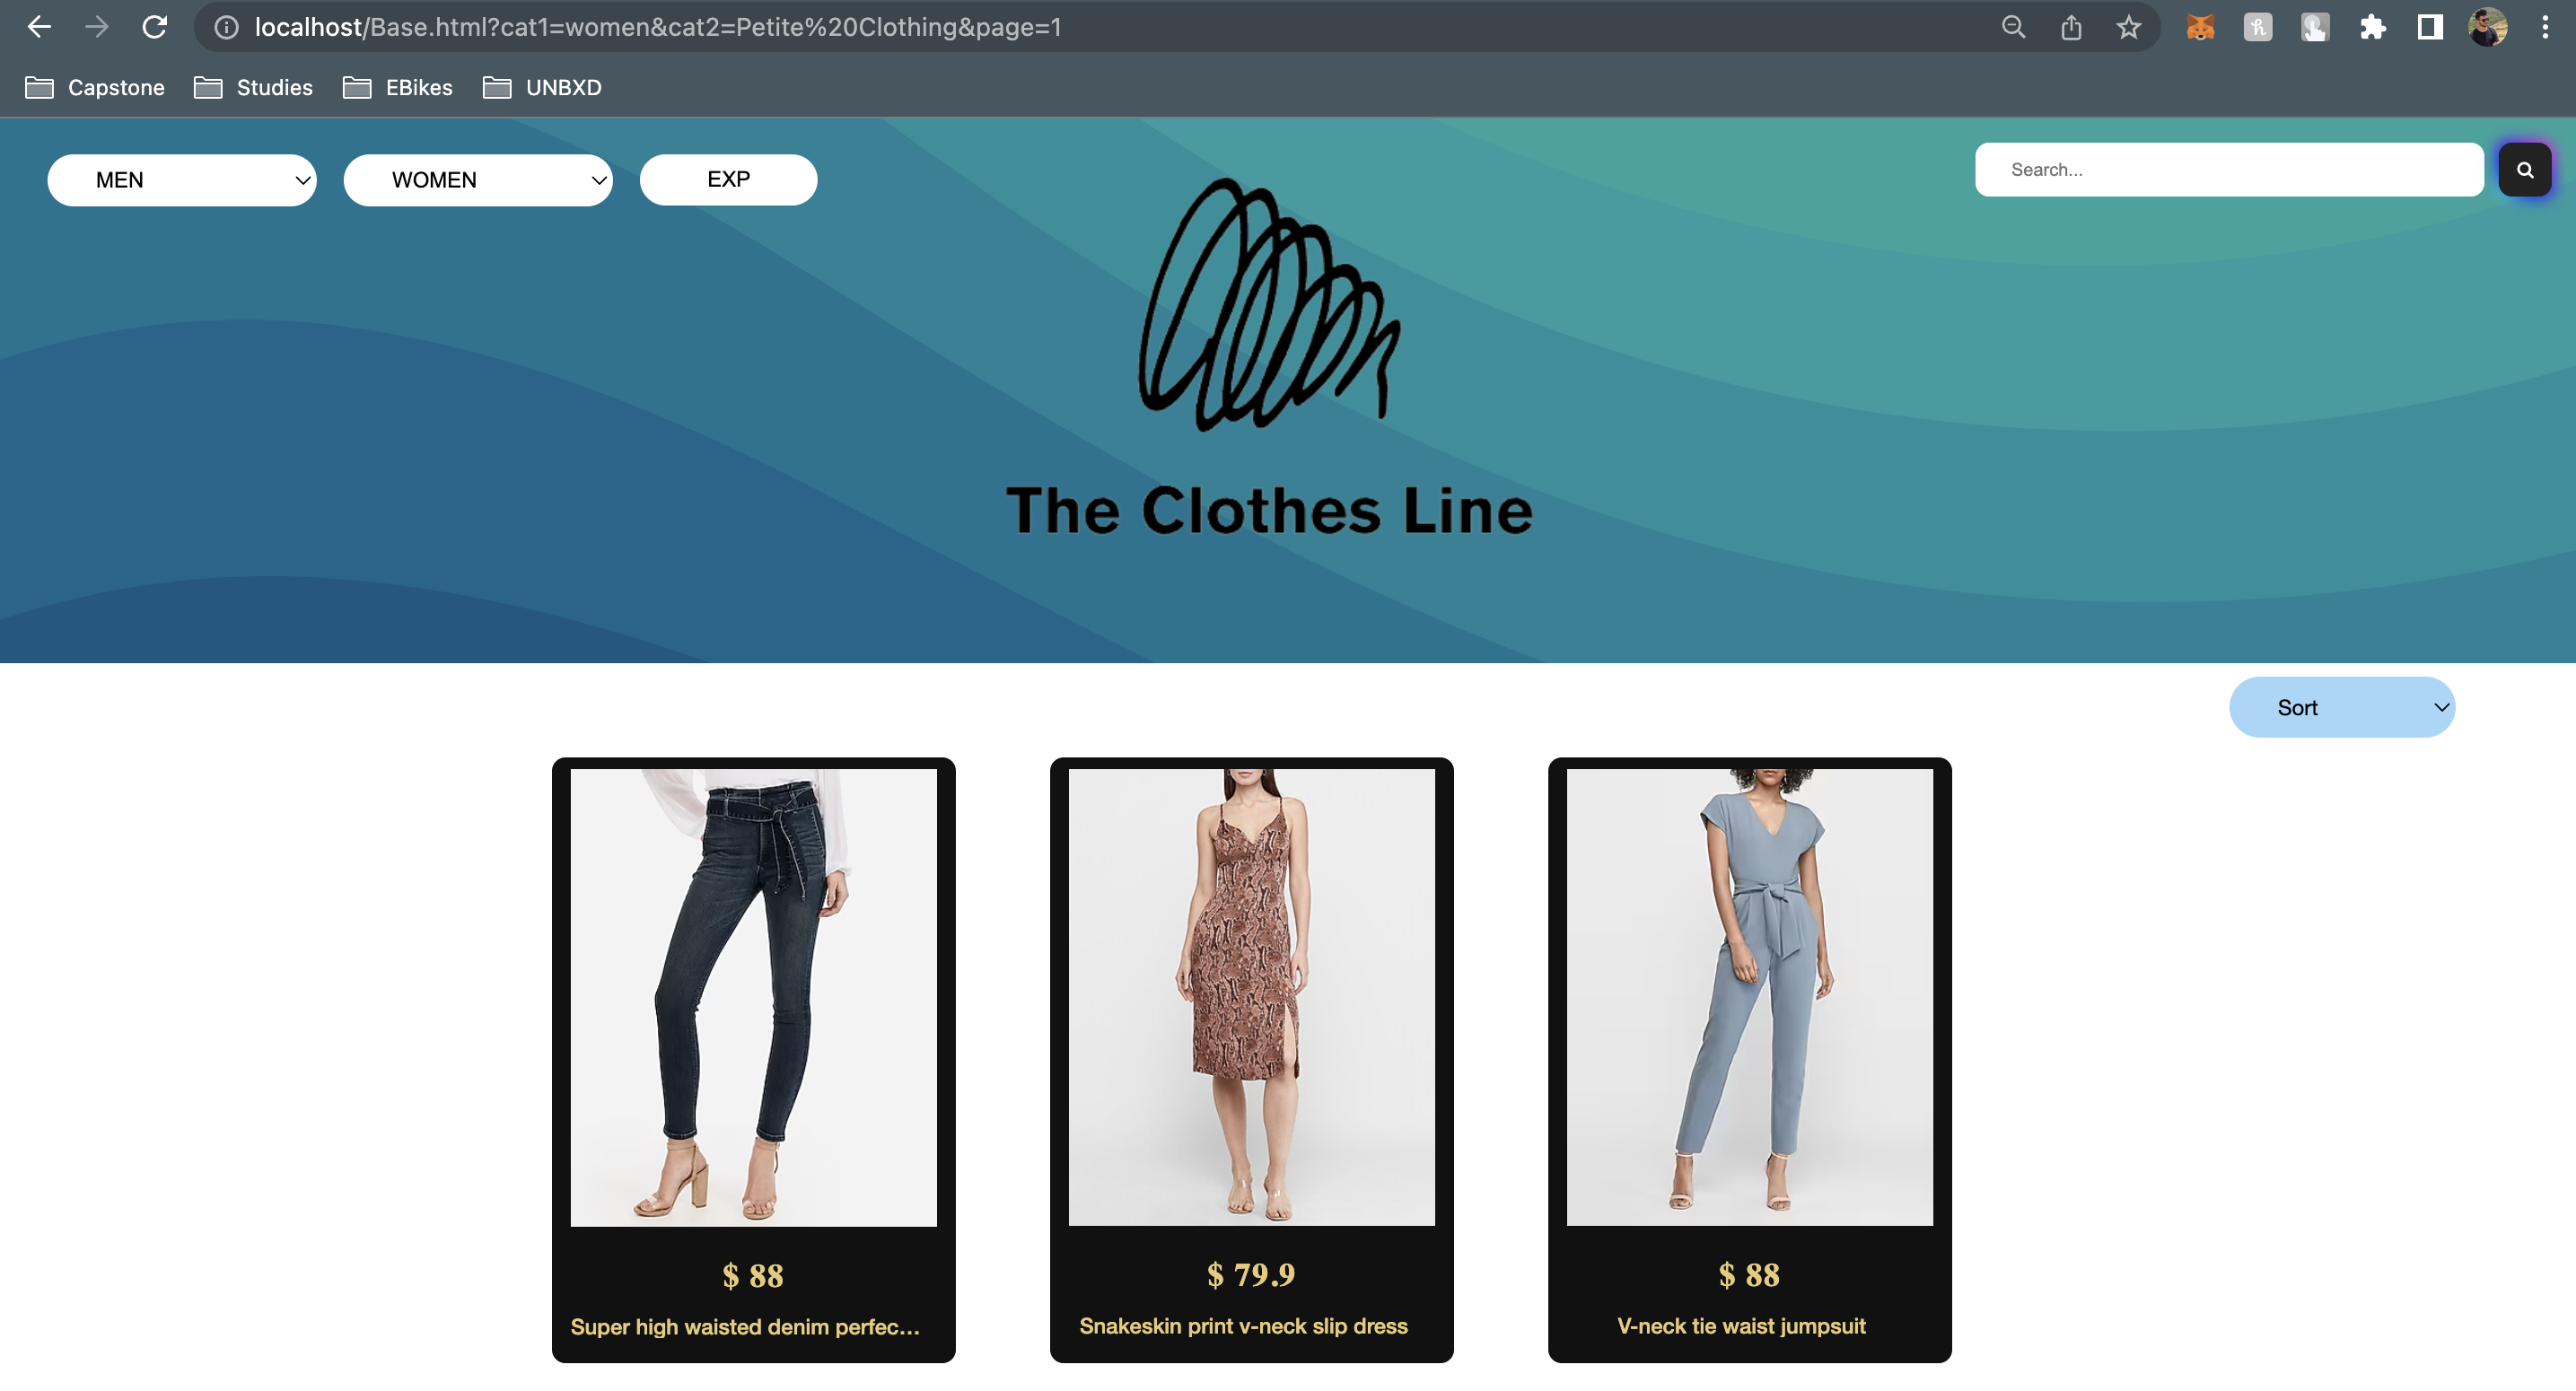 localhost/Base.html?cat1=women&cat2=Petite%20Clothing&page=1
Capstone Studies EBikes UNBXD
MEN WOMEN EXP Search...
The Clothes Line
Sort
$ 88 $ 79.9 $ 88
Super high waisted denim perfec... Snakeskin print v-neck slip dress V-neck tie waist jumpsuit